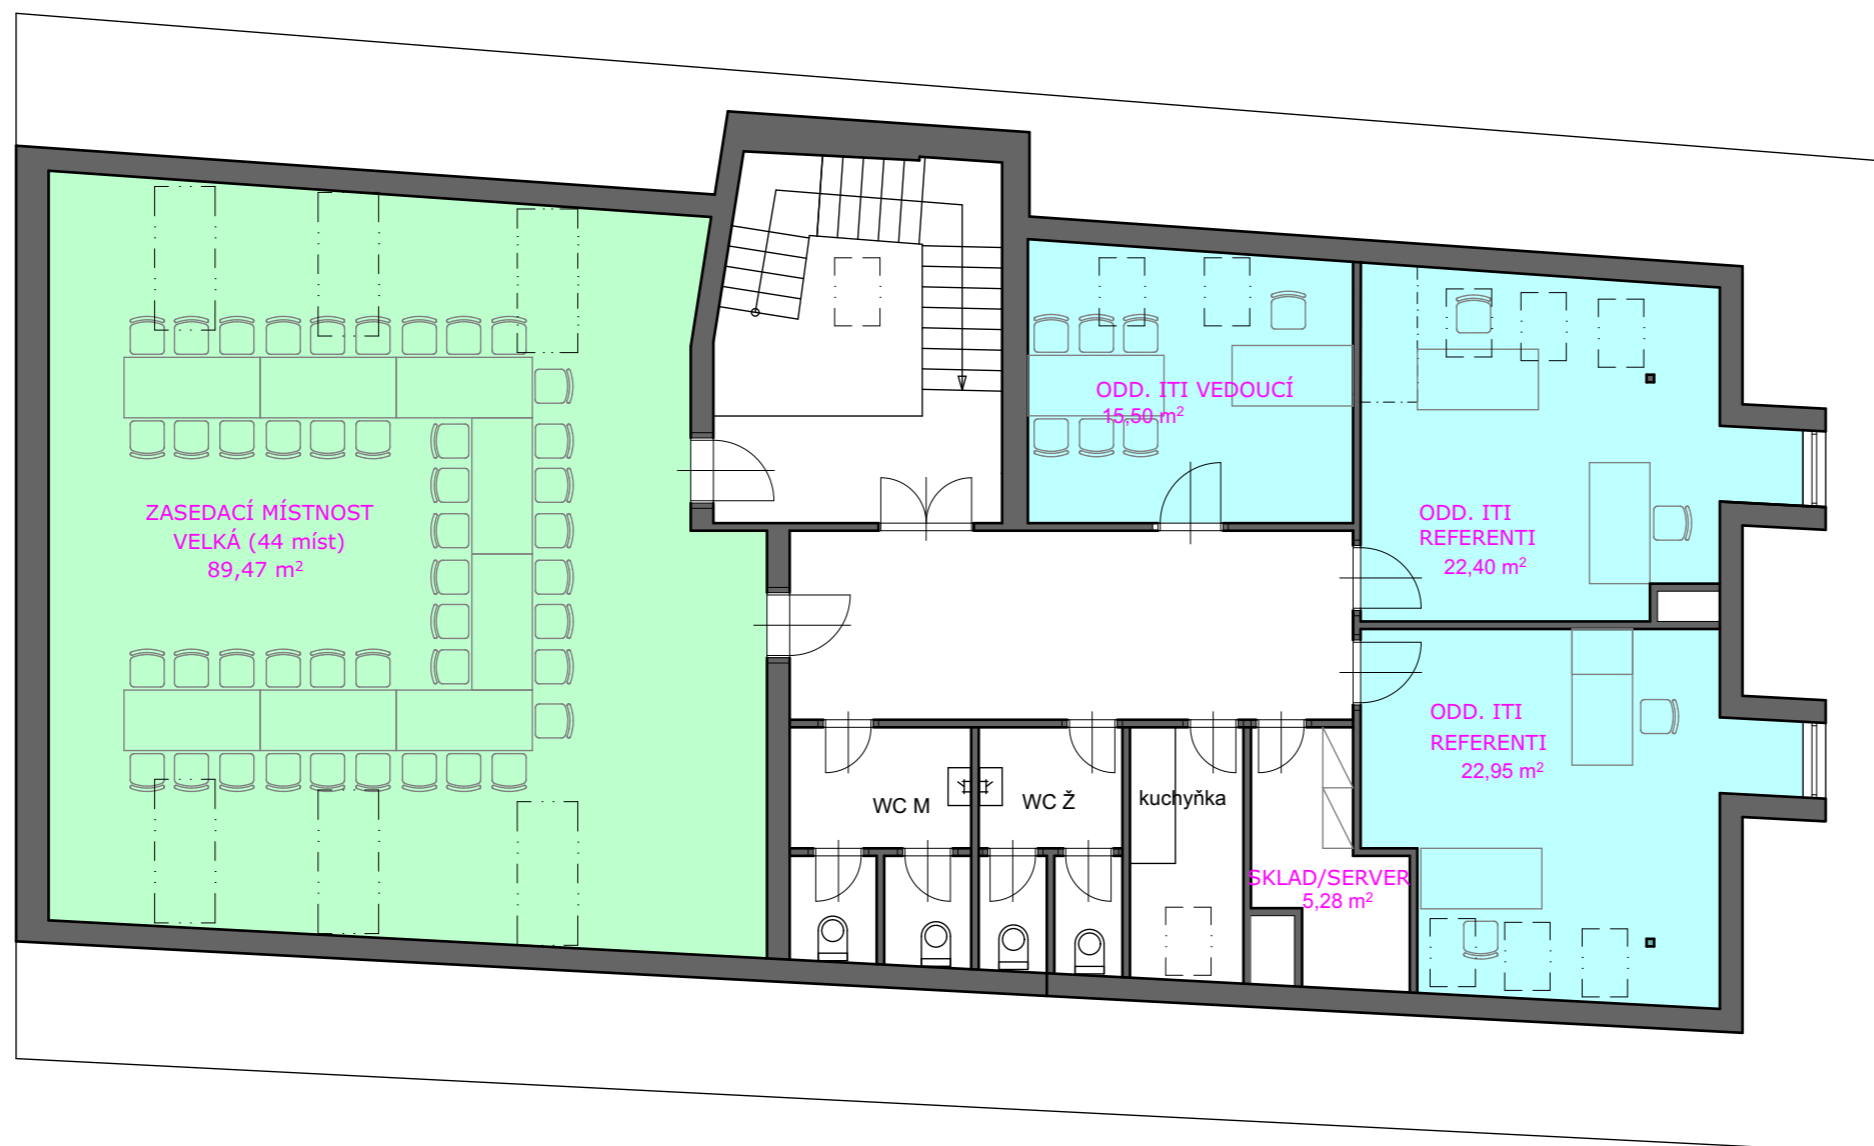 ZASEDACÍ MÍSTNOST
VELKÁ (44 míst)
89,47 m²
ODD. ITI VEDOUCÍ
15,50 m²
ODD. ITI
REFERENTI
22,40 m²
ODD. ITI
REFERENTI
22,95 m²
WC M
WC Ž
kuchyňka
SKLAD/SERVER
5,28 m²